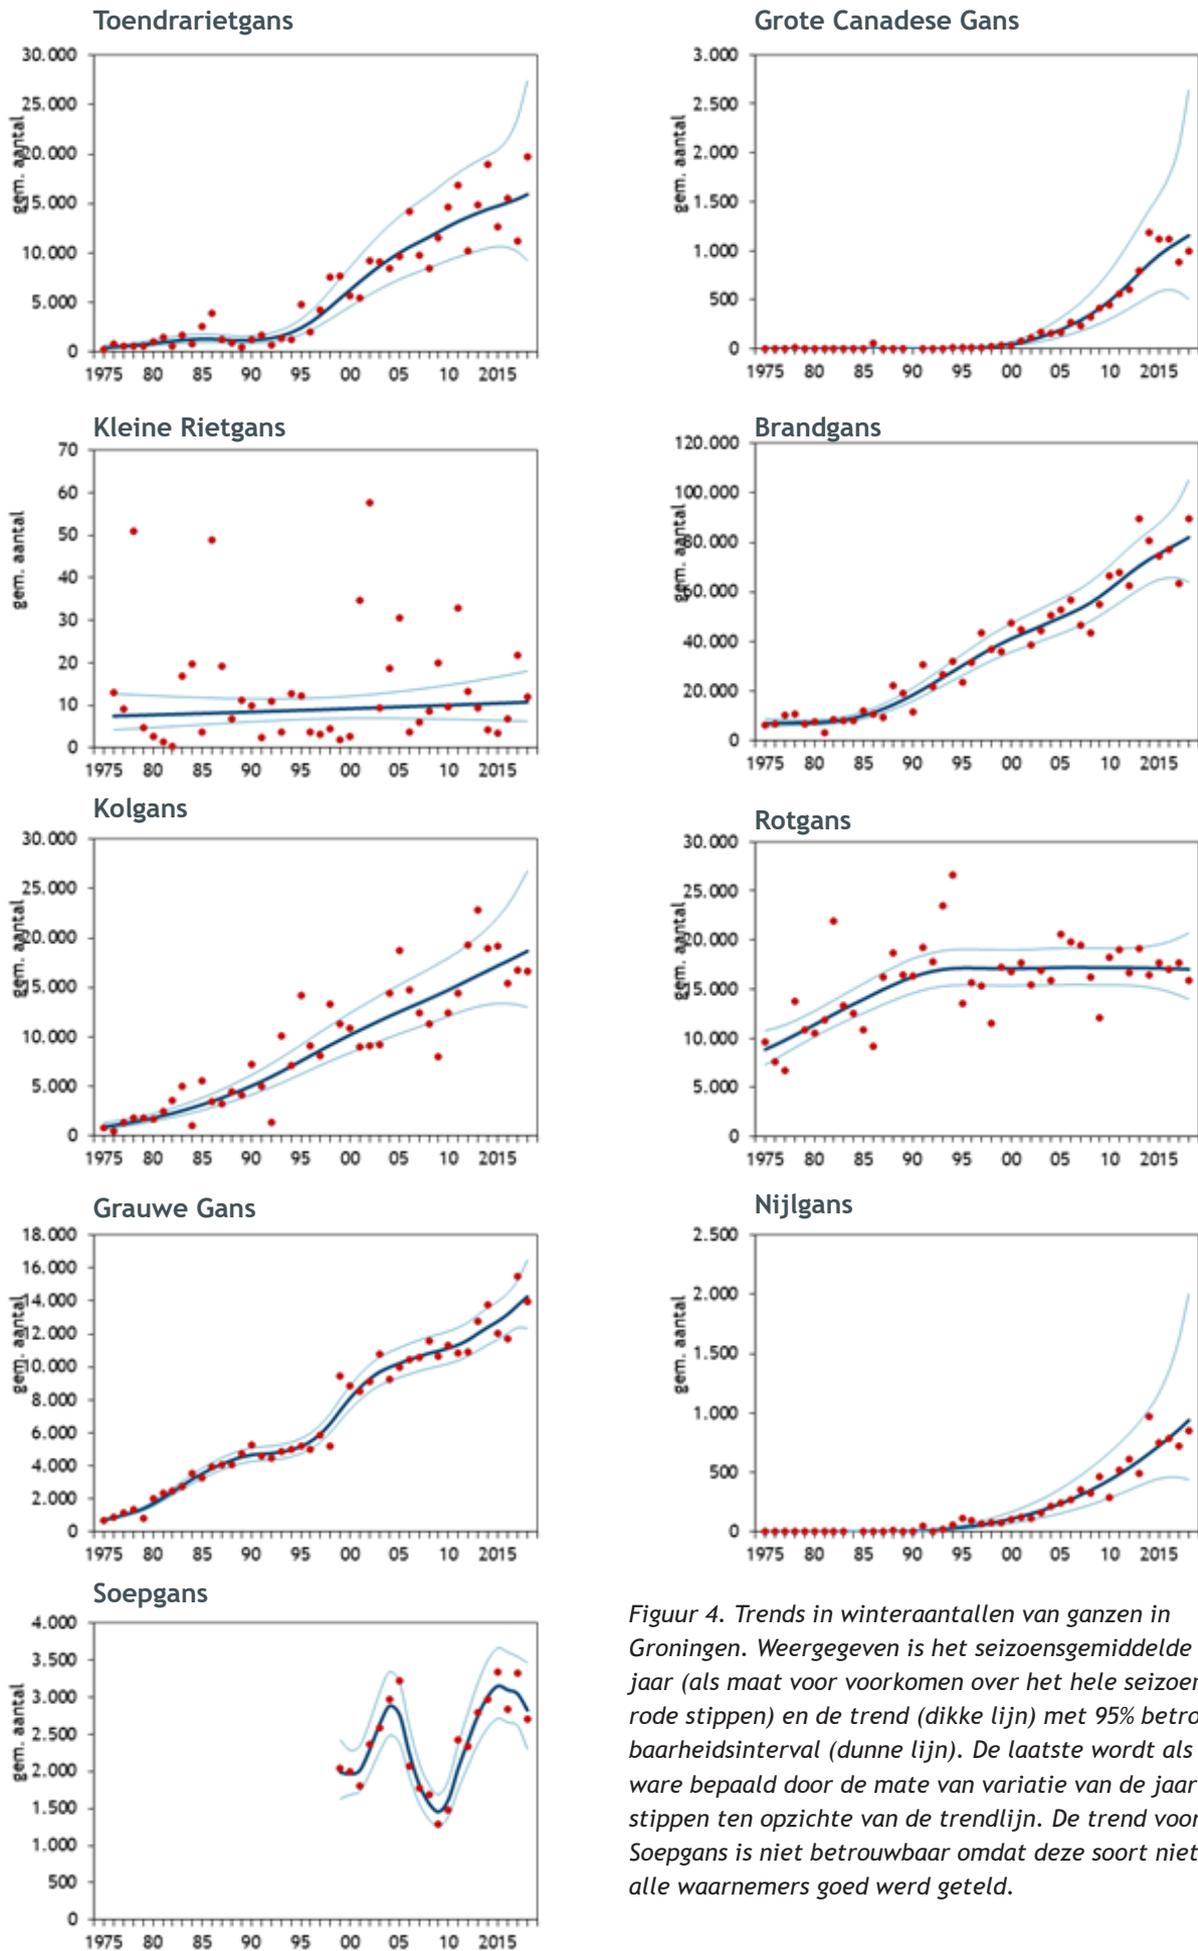 Toendrarietgans
30.000
25.000
20.000
15.000
10.000
5.000
0
gem. aantal
1975 80 85 90 95 00 05 10 2015
Kleine Rietgans
70
60
50
40
30
20
10
0
gem. aantal
1975 80 85 90 95 00 05 10 2015
Kolgans
30.000
25.000
20.000
15.000
10.000
5.000
0
gem. aantal
1975 80 85 90 95 00 05 10 2015
Grauwe Gans
18.000
16.000
14.000
12.000
10.000
8.000
6.000
4.000
2.000
0
gem. aantal
1975 80 85 90 95 00 05 10 2015
Soepgans
4.000
3.500
3.000
2.500
2.000
1.500
1.000
500
0
gem. aantal
1975 80 85 90 95 00 05 10 2015
Grote Canadese Gans
3.000
2.500
2.000
1.500
1.000
500
0
gem. aantal
1975 80 85 90 95 00 05 10 2015
Brandgans
120.000
100.000
80.000
60.000
40.000
20.000
0
gem. aantal
1975 80 85 90 95 00 05 10 2015
Rotgans
30.000
25.000
20.000
15.000
10.000
5.000
0
gem. aantal
1975 80 85 90 95 00 05 10 2015
Nijlgans
2.500
2.000
1.500
1.000
500
0
gem. aantal
1975 80 85 90 95 00 05 10 2015
Figuur 4. Trends in winteraantallen van ganzen in
Groningen. Weergegeven is het seizoensgemiddelde
jaar (als maat voor voorkomen over het hele seizoen
rode stippen) en de trend (dikke lijn) met 95% betro
baarheidsinterval (dunne lijn). De laatste wordt als
ware bepaald door de mate van variatie van de jaar
stippen ten opzichte van de trendlijn. De trend voor
Soepgans is niet betrouwbaar omdat deze soort niet
alle waarnemers goed werd geteld.